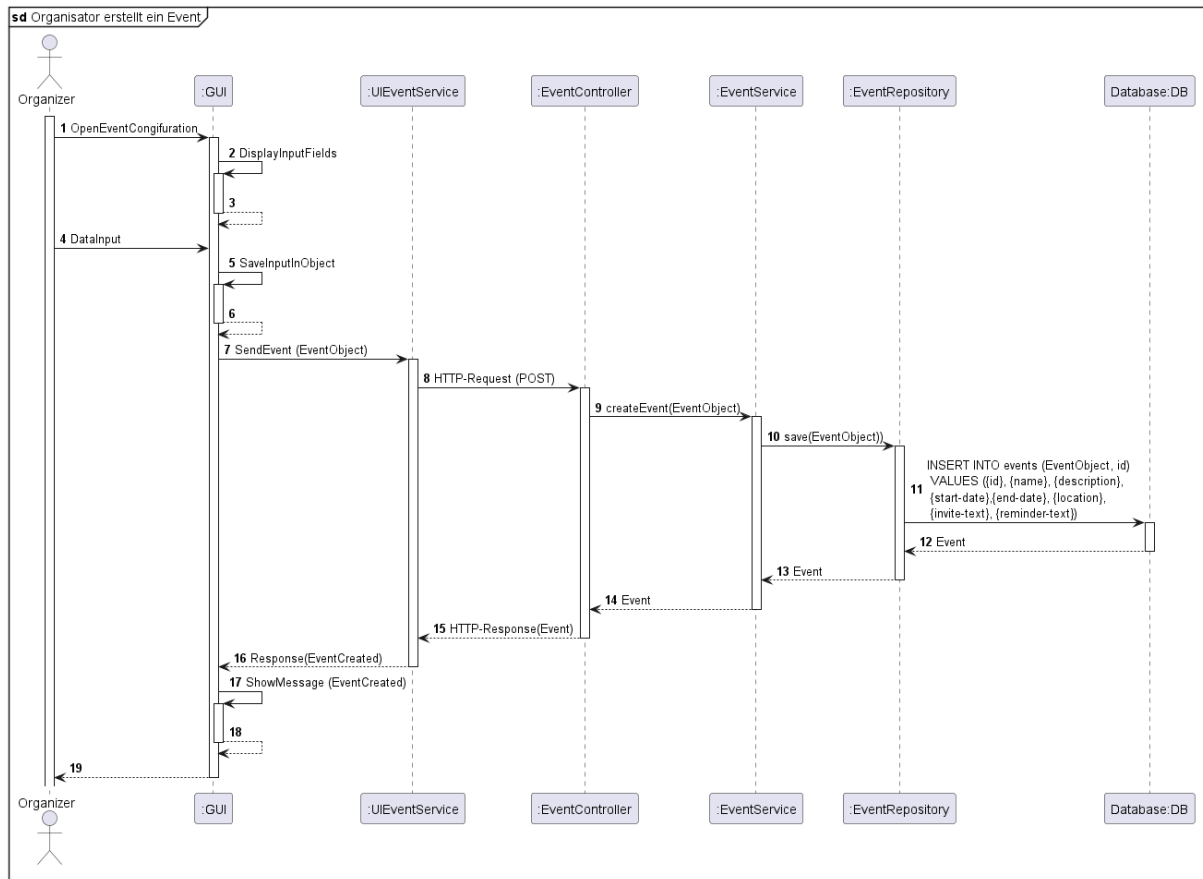 sd Organisator erstellt ein Event
Organizer
:GUI
:UIEventService
:EventController
:EventService
:EventRepository
Database:DB
1 OpenEventCongifuration
2 DisplayInputFields
3
4 DataInput
5 SaveInputInObject
6
7 SendEvent (EventObject)
8 HTTP-Request (POST)
9 createEvent(EventObject)
10 save(EventObject))
INSERT INTO events (EventObject, id)
VALUES ({id}, {name}, {description},
11
{start-date},{end-date}, {location},
{invite-text}, {reminder-text})
12 Event
13 Event
14 Event
15 HTTP-Response(Event)
16 Response(EventCreated)
17 ShowMessage (EventCreated)
18
19
Organizer
:GUI
:UIEventService
:EventController
:EventService
:EventRepository
Database:DB